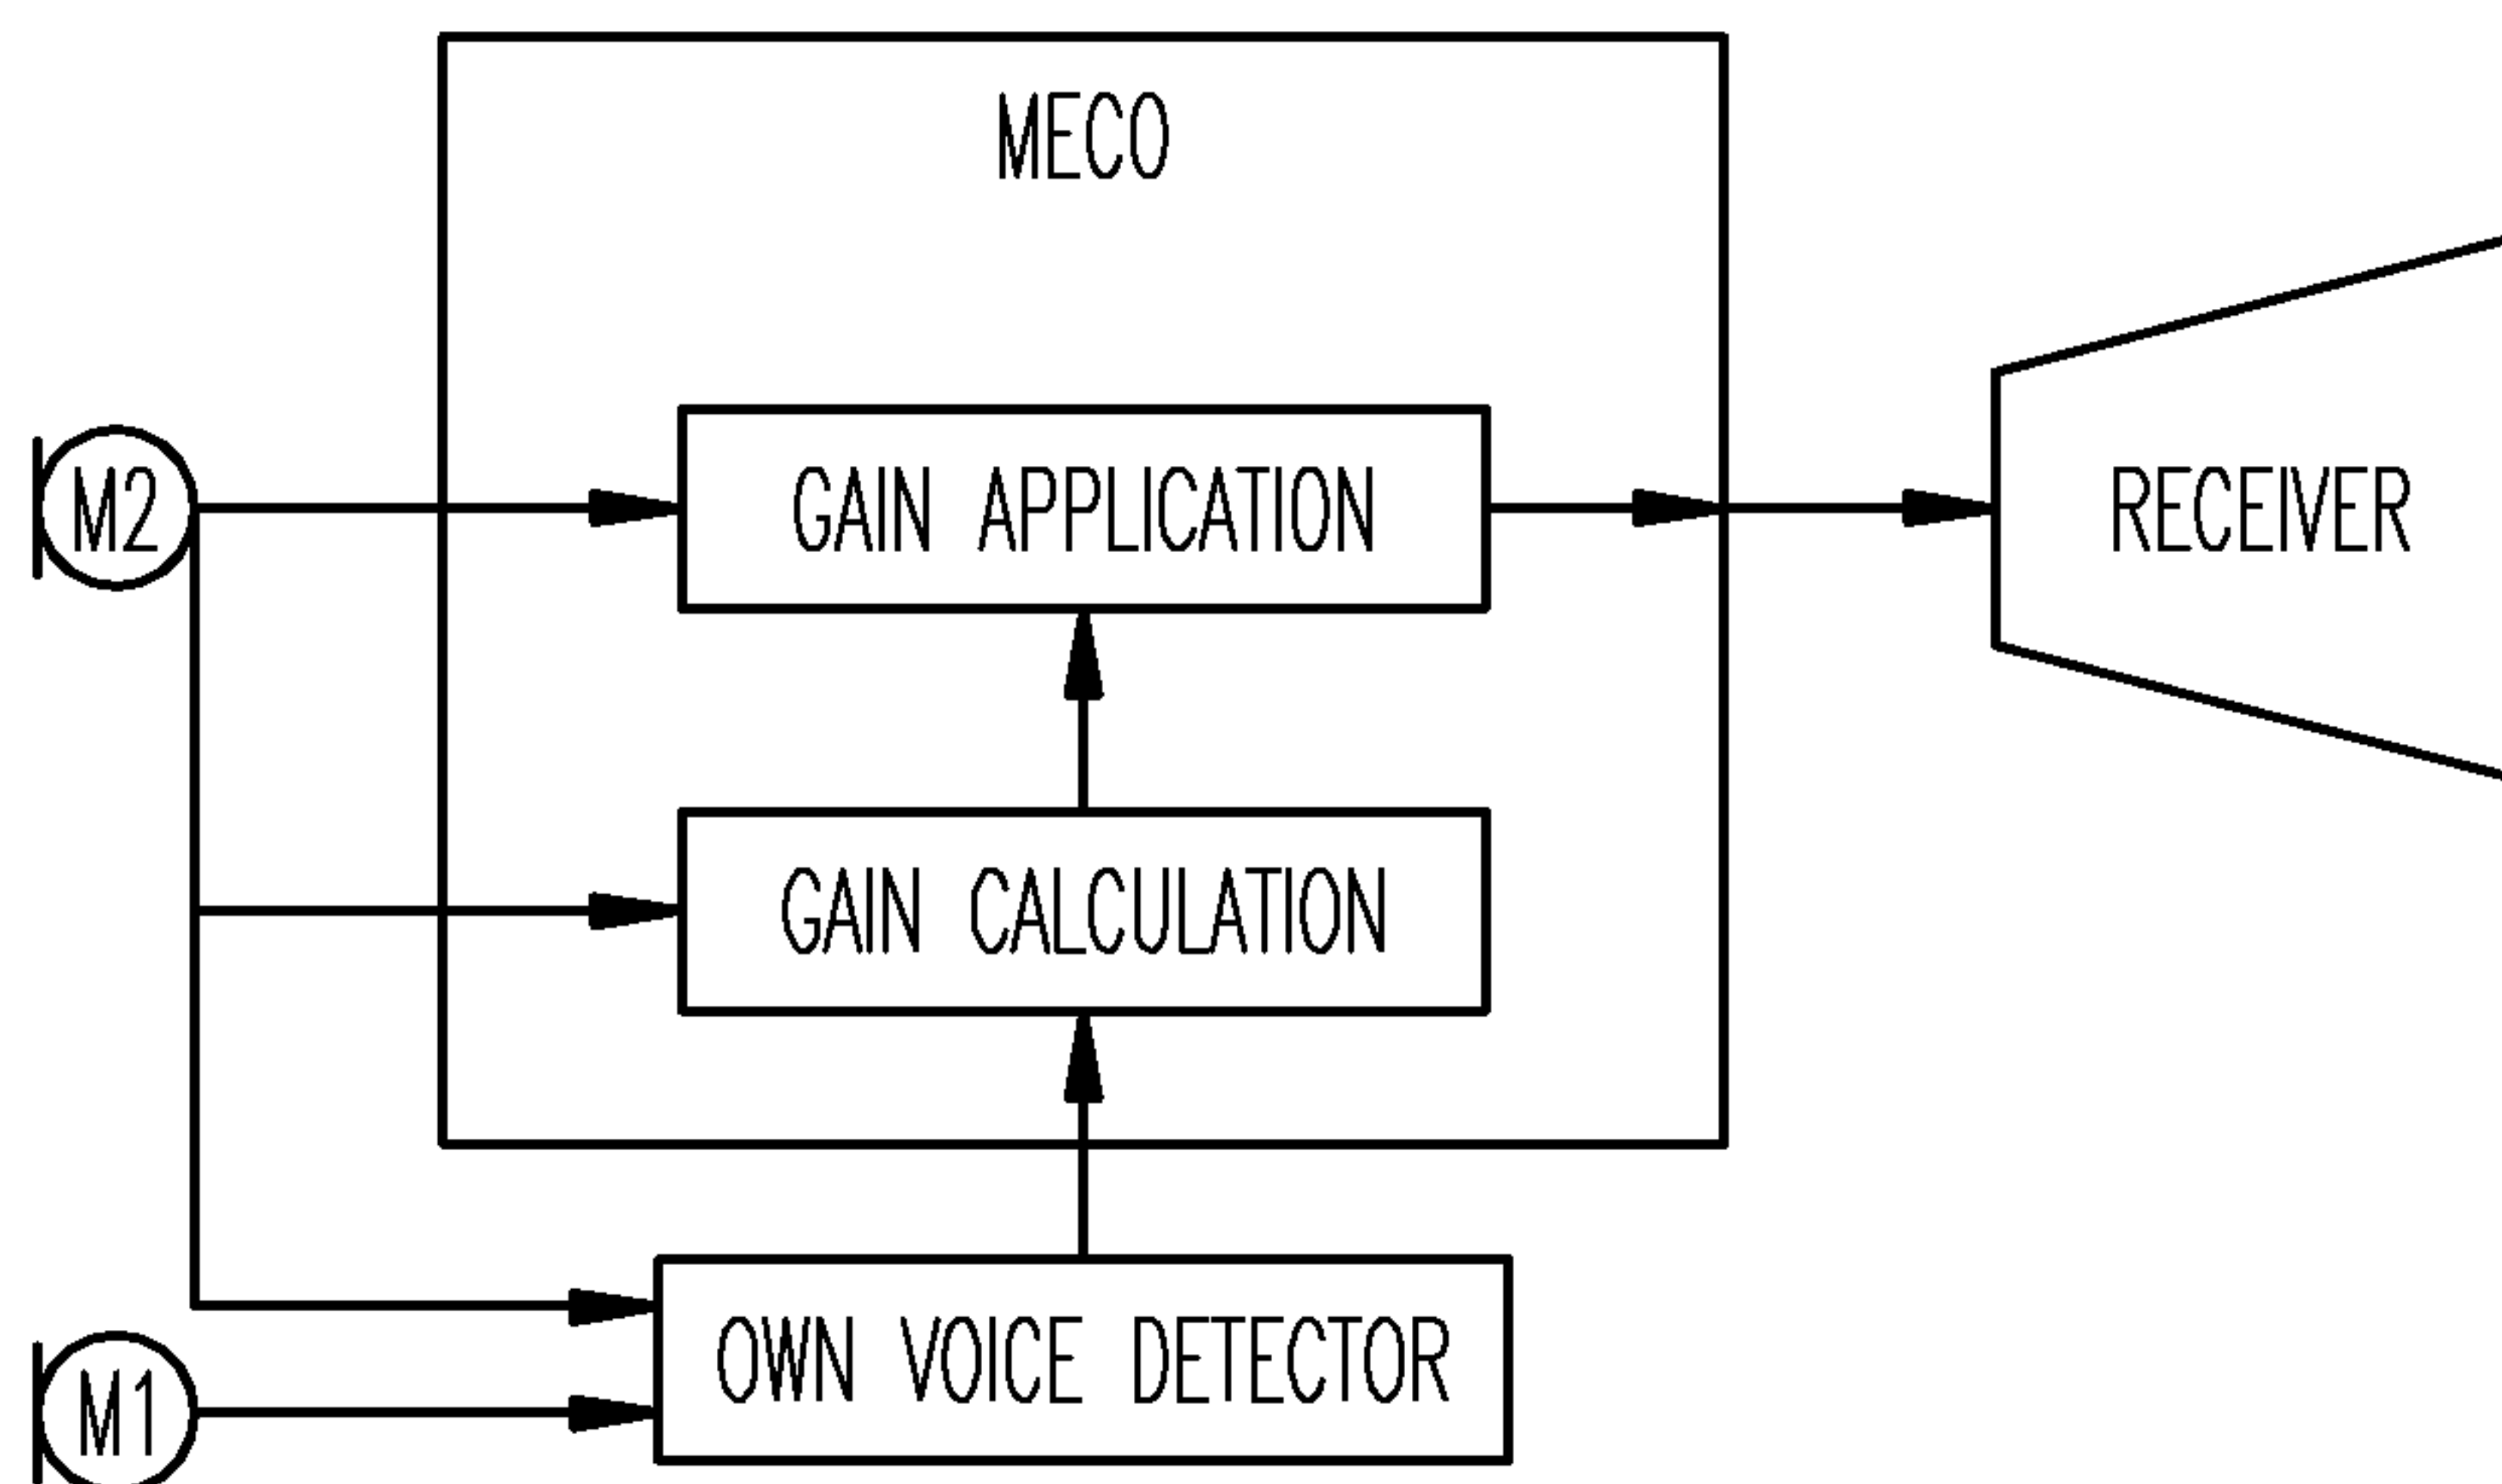 MECO
M2
GAIN APPLICATION
RECEIVER
GAIN CALCULATION
OWN VOICE DETECTOR
M1